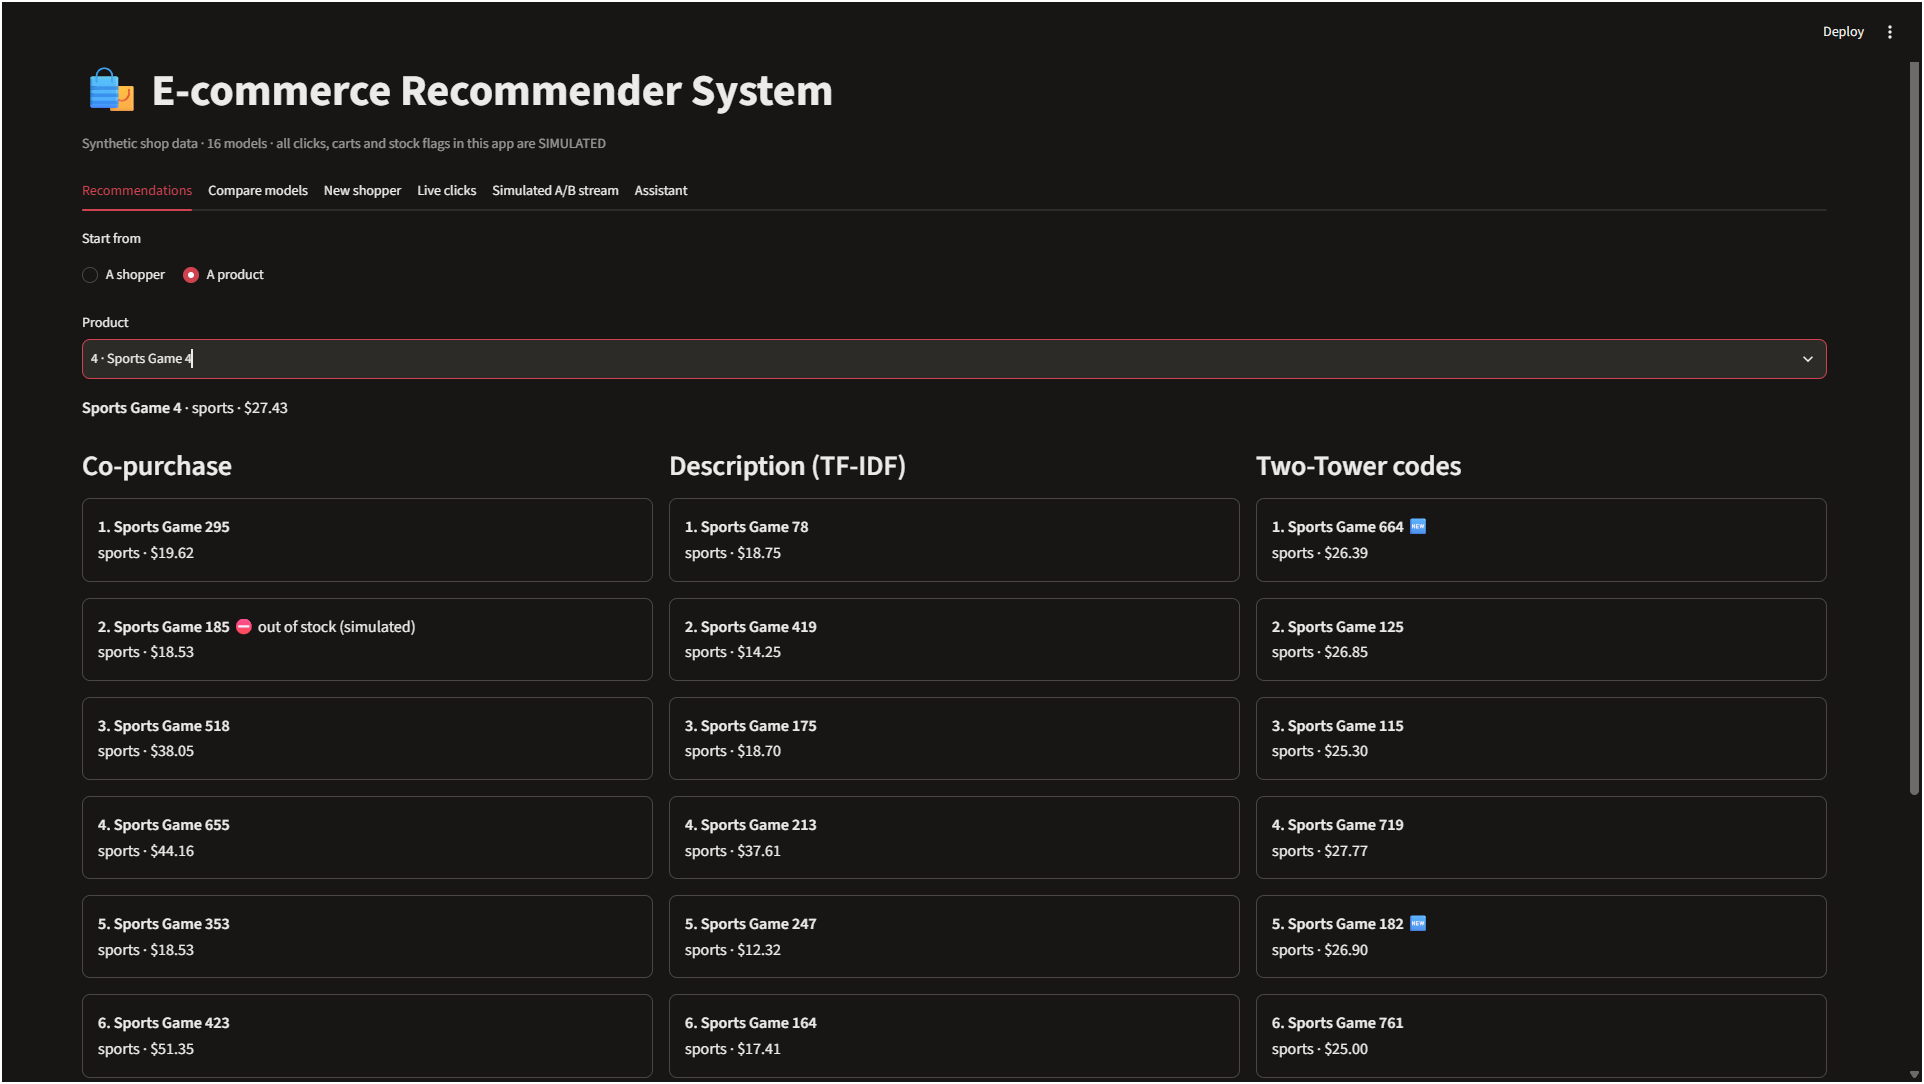 Deploy
E-commerce Recommender System
Synthetic shop data · 16 models · all clicks, carts and stock flags in this app are SIMULATED
Recommendations Compare models New shopper Live clicks Simulated A/B stream Assistant
Start from
A shopper A product
Product
4 · Sports Game 4
Sports Game 4 · sports · $27.43
Co-purchase
1. Sports Game 295
sports · $19.62
2. Sports Game 185 out of stock (simulated)
sports · $18.53
3. Sports Game 518
sports · $38.05
4. Sports Game 655
sports · $44.16
5. Sports Game 353
sports · $18.53
6. Sports Game 423
sports · $51.35
Description (TF-IDF)
1. Sports Game 78
sports · $18.75
2. Sports Game 419
sports · $14.25
3. Sports Game 175
sports · $18.70
4. Sports Game 213
sports · $37.61
5. Sports Game 247
sports · $12.32
6. Sports Game 164
sports · $17.41
Two-Tower codes
1. Sports Game 664 NEW
sports · $26.39
2. Sports Game 125
sports · $26.85
3. Sports Game 115
sports · $25.30
4. Sports Game 719
sports · $27.77
5. Sports Game 182 NEW
sports · $26.90
6. Sports Game 761
sports · $25.00